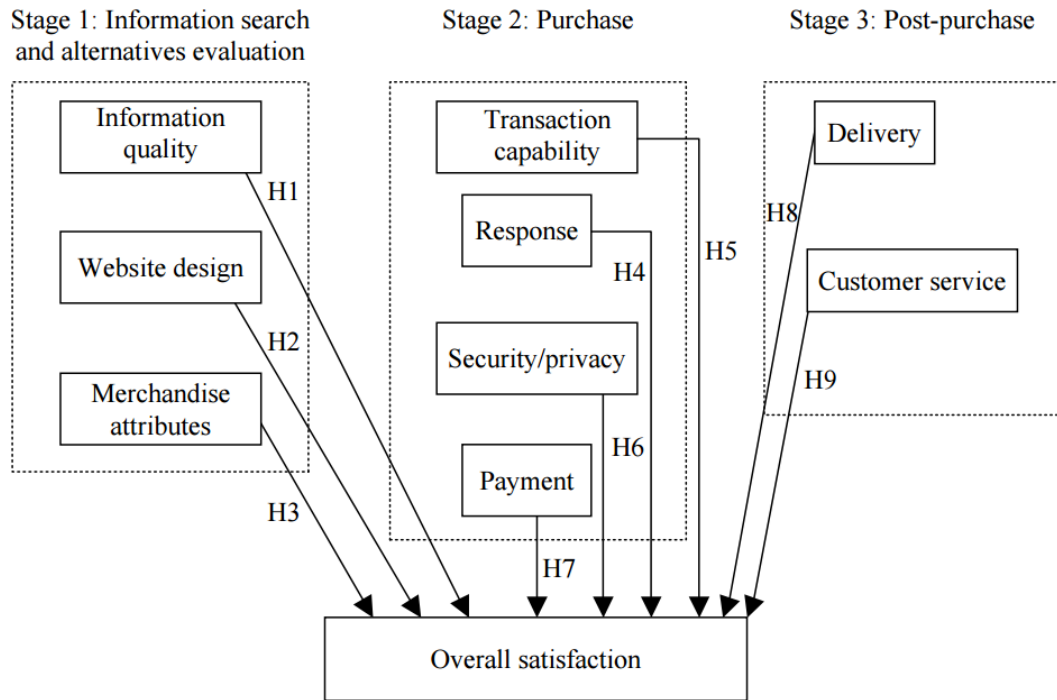 Stage 1: Information search
and alternatives evaluation
Information
quality
H1
Website design
H2
Merchandise
attributes
H3
Stage 2: Purchase
Transaction
capability
Response
H4
H5
Security/privacy
H6
Payment
H7
Stage 3: Post-purchase
Delivery
H8
Customer service
H9
Overall satisfaction